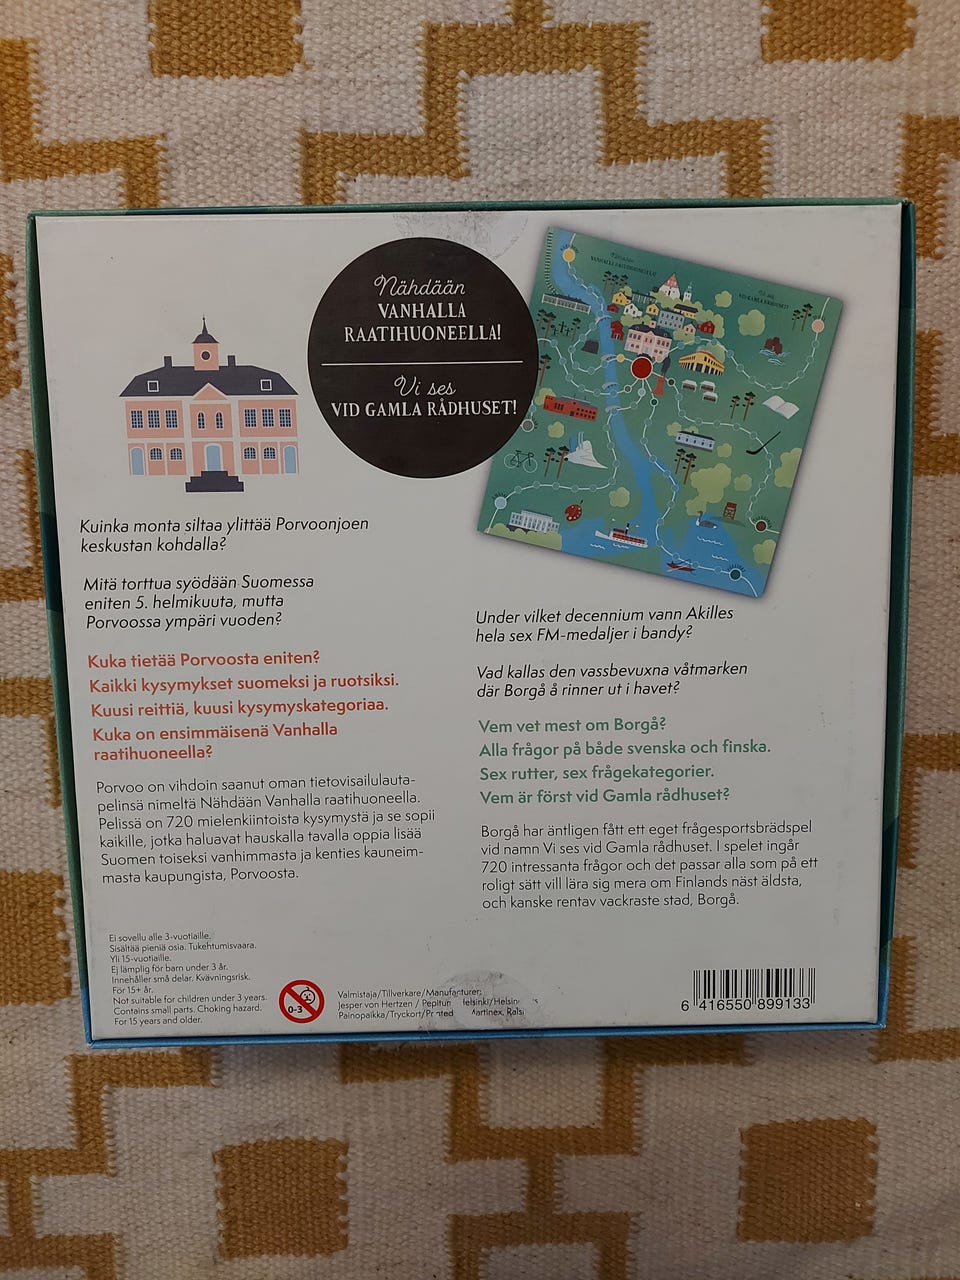 Nähdään
VANHALLA
RAATIHUONEELLA!
Vi ses
VID GAMLA RÅDHUSET!
VANHALLA RAATIHUONEELLA!
Vi ses
VID GAMLA RÅDHUSET!
Kuinka monta siltaa ylittää Porvoonjoen
keskustan kohdalla?
Mitä torttua syödään Suomessa
eniten 5. helmikuuta, mutta
Porvoossa ympäri vuoden?
Kuka tietää Porvoosta eniten?
Kaikki kysymykset suomeksi ja ruotsiksi.
Kuusi reittiä, kuusi kysymyskategoriaa.
Kuka on ensimmäisenä Vanhalla
raatihuoneella?
Porvoo on vihdoin saanut oman tietovisailulauta-
pelinsä nimeltä Nähdään Vanhalla raatihuoneella.
Pelissä on 720 mielenkiintoista kysymystä ja se sopii
kaikille, jotka haluavat hauskalla tavalla oppia lisää
Suomen toiseksi vanhimmasta ja kenties kauneim-
masta kaupungista, Porvoosta.
Under vilket decennium vann Akilles
hela sex FM-medaljer i bandy?
Vad kallas den vassbevuxna våtmarken
där Borgå å rinner ut i havet?
Vem vet mest om Borgå?
Alla frågor på både svenska och finska.
Sex rutter, sex frågekategorier.
Vem är först vid Gamla rådhuset?
Borgå har äntligen fått ett eget frågesportsbrädspel
vid namn Vi ses vid Gamla rådhuset. I spelet ingår
720 intressanta frågor och det passar alla som på ett
roligt sätt vill lära sig mera om Finlands näst äldsta,
och kanske rentav vackraste stad, Borgå.
Ei sovellu alle 3-vuotiaille.
Sisältää pieniä osia. Tukehtumisvaara.
Yli 15-vuotiaille.
Ej lämplig för barn under 3 år.
Innehåller små delar. Kvävningsrisk.
För 15+ år.
Not suitable for children under 3 years.
Contains small parts. Choking hazard.
For 15 years and older.
0-3
Valmistaja/Tillverkare/Manufacturer:
Jesper von Hertzen / Helsinki/
Painopaikka/Tryckort/Printed Martinex,
6 416550 899133